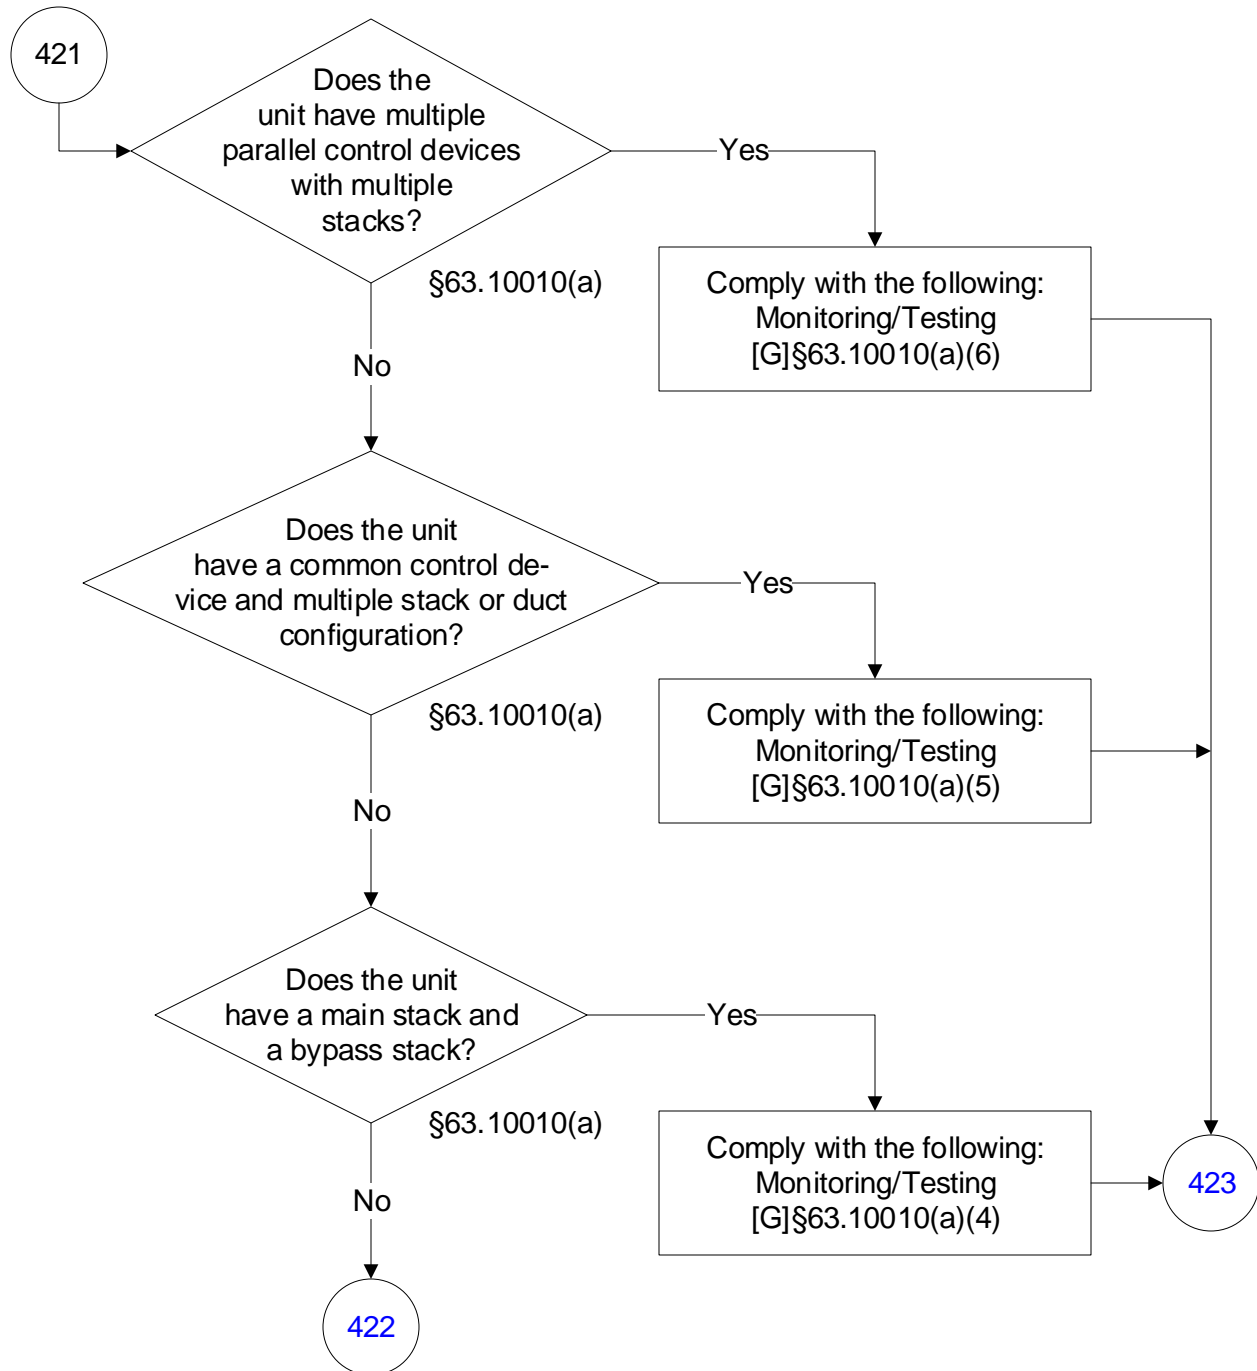 421
Does the
unit have multiple
parallel control devices
with multiple
stacks?
Yes
§63.10010(a)
Comply with the following:
Monitoring/Testing
[G]§63.10010(a)(6)
No
Does the unit
have a common control de-
vice and multiple stack or duct
configuration?
Yes
§63.10010(a)
Comply with the following:
Monitoring/Testing
[G]§63.10010(a)(5)
No
Does the unit
have a main stack and
a bypass stack?
Yes
§63.10010(a)
Comply with the following:
Monitoring/Testing
[G]§63.10010(a)(4)
423
No
422